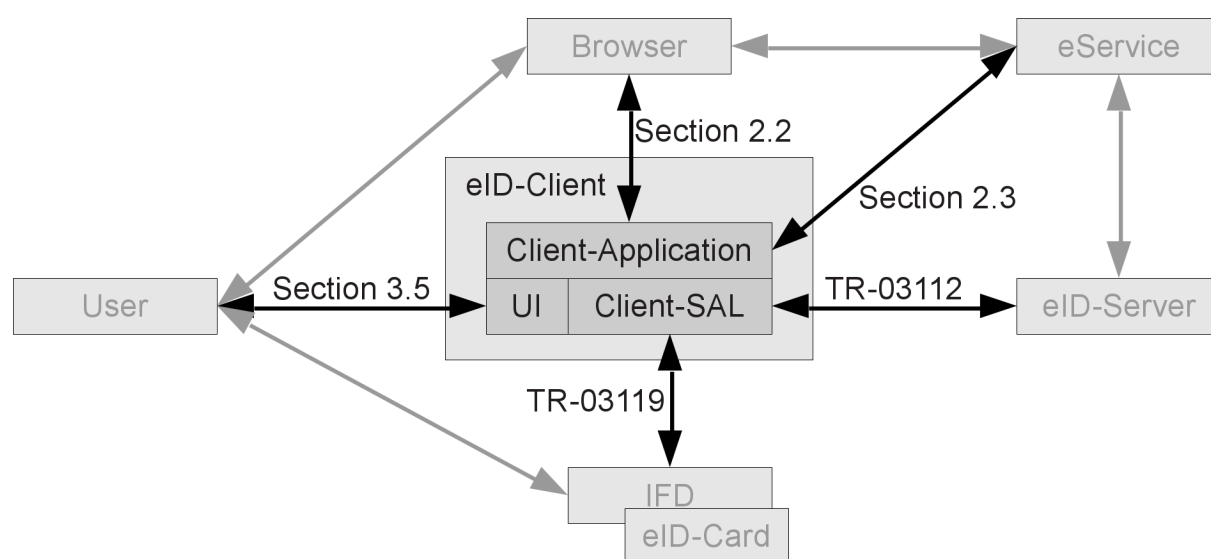 Browser
eService
Section 2.2
eID-Client
Section 2.3
Client-Application
User
Section 3.5
UI
Client-SAL
TR-03112
eID-Server
TR-03119
IFD
eID-Card